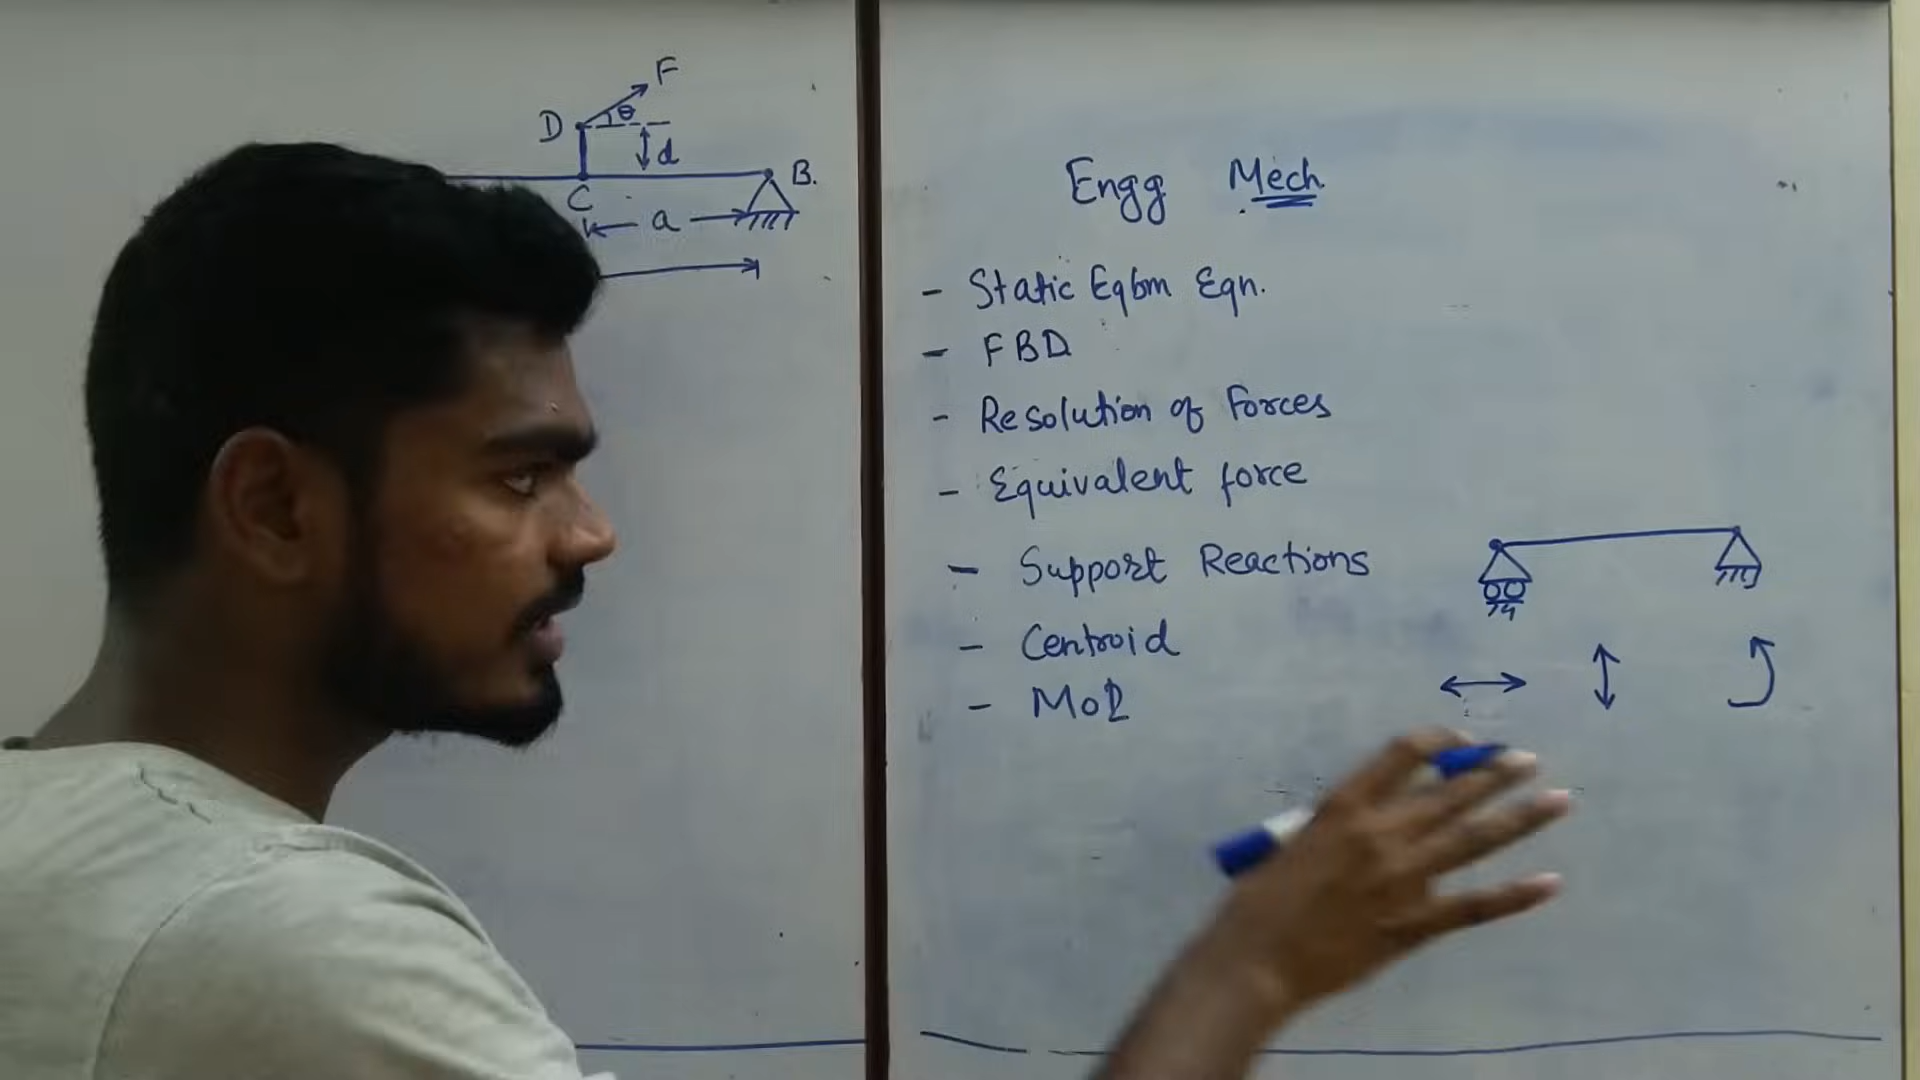 F
D
θ
d
B.
C
a
Engg Mech
- Static Eqbm Eqn.
- FBD
- Resolution of Forces
- Equivalent force
- Support Reactions
- Centroid
- MoI